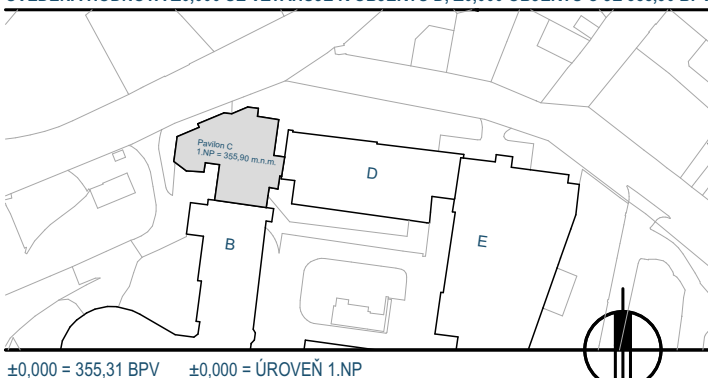 Pavilon C
1.NP = 355,90 m.n.m.
D
B
E
±0,000 = 355,31 BPV ±0,000 = ÚROVEŇ 1.NP